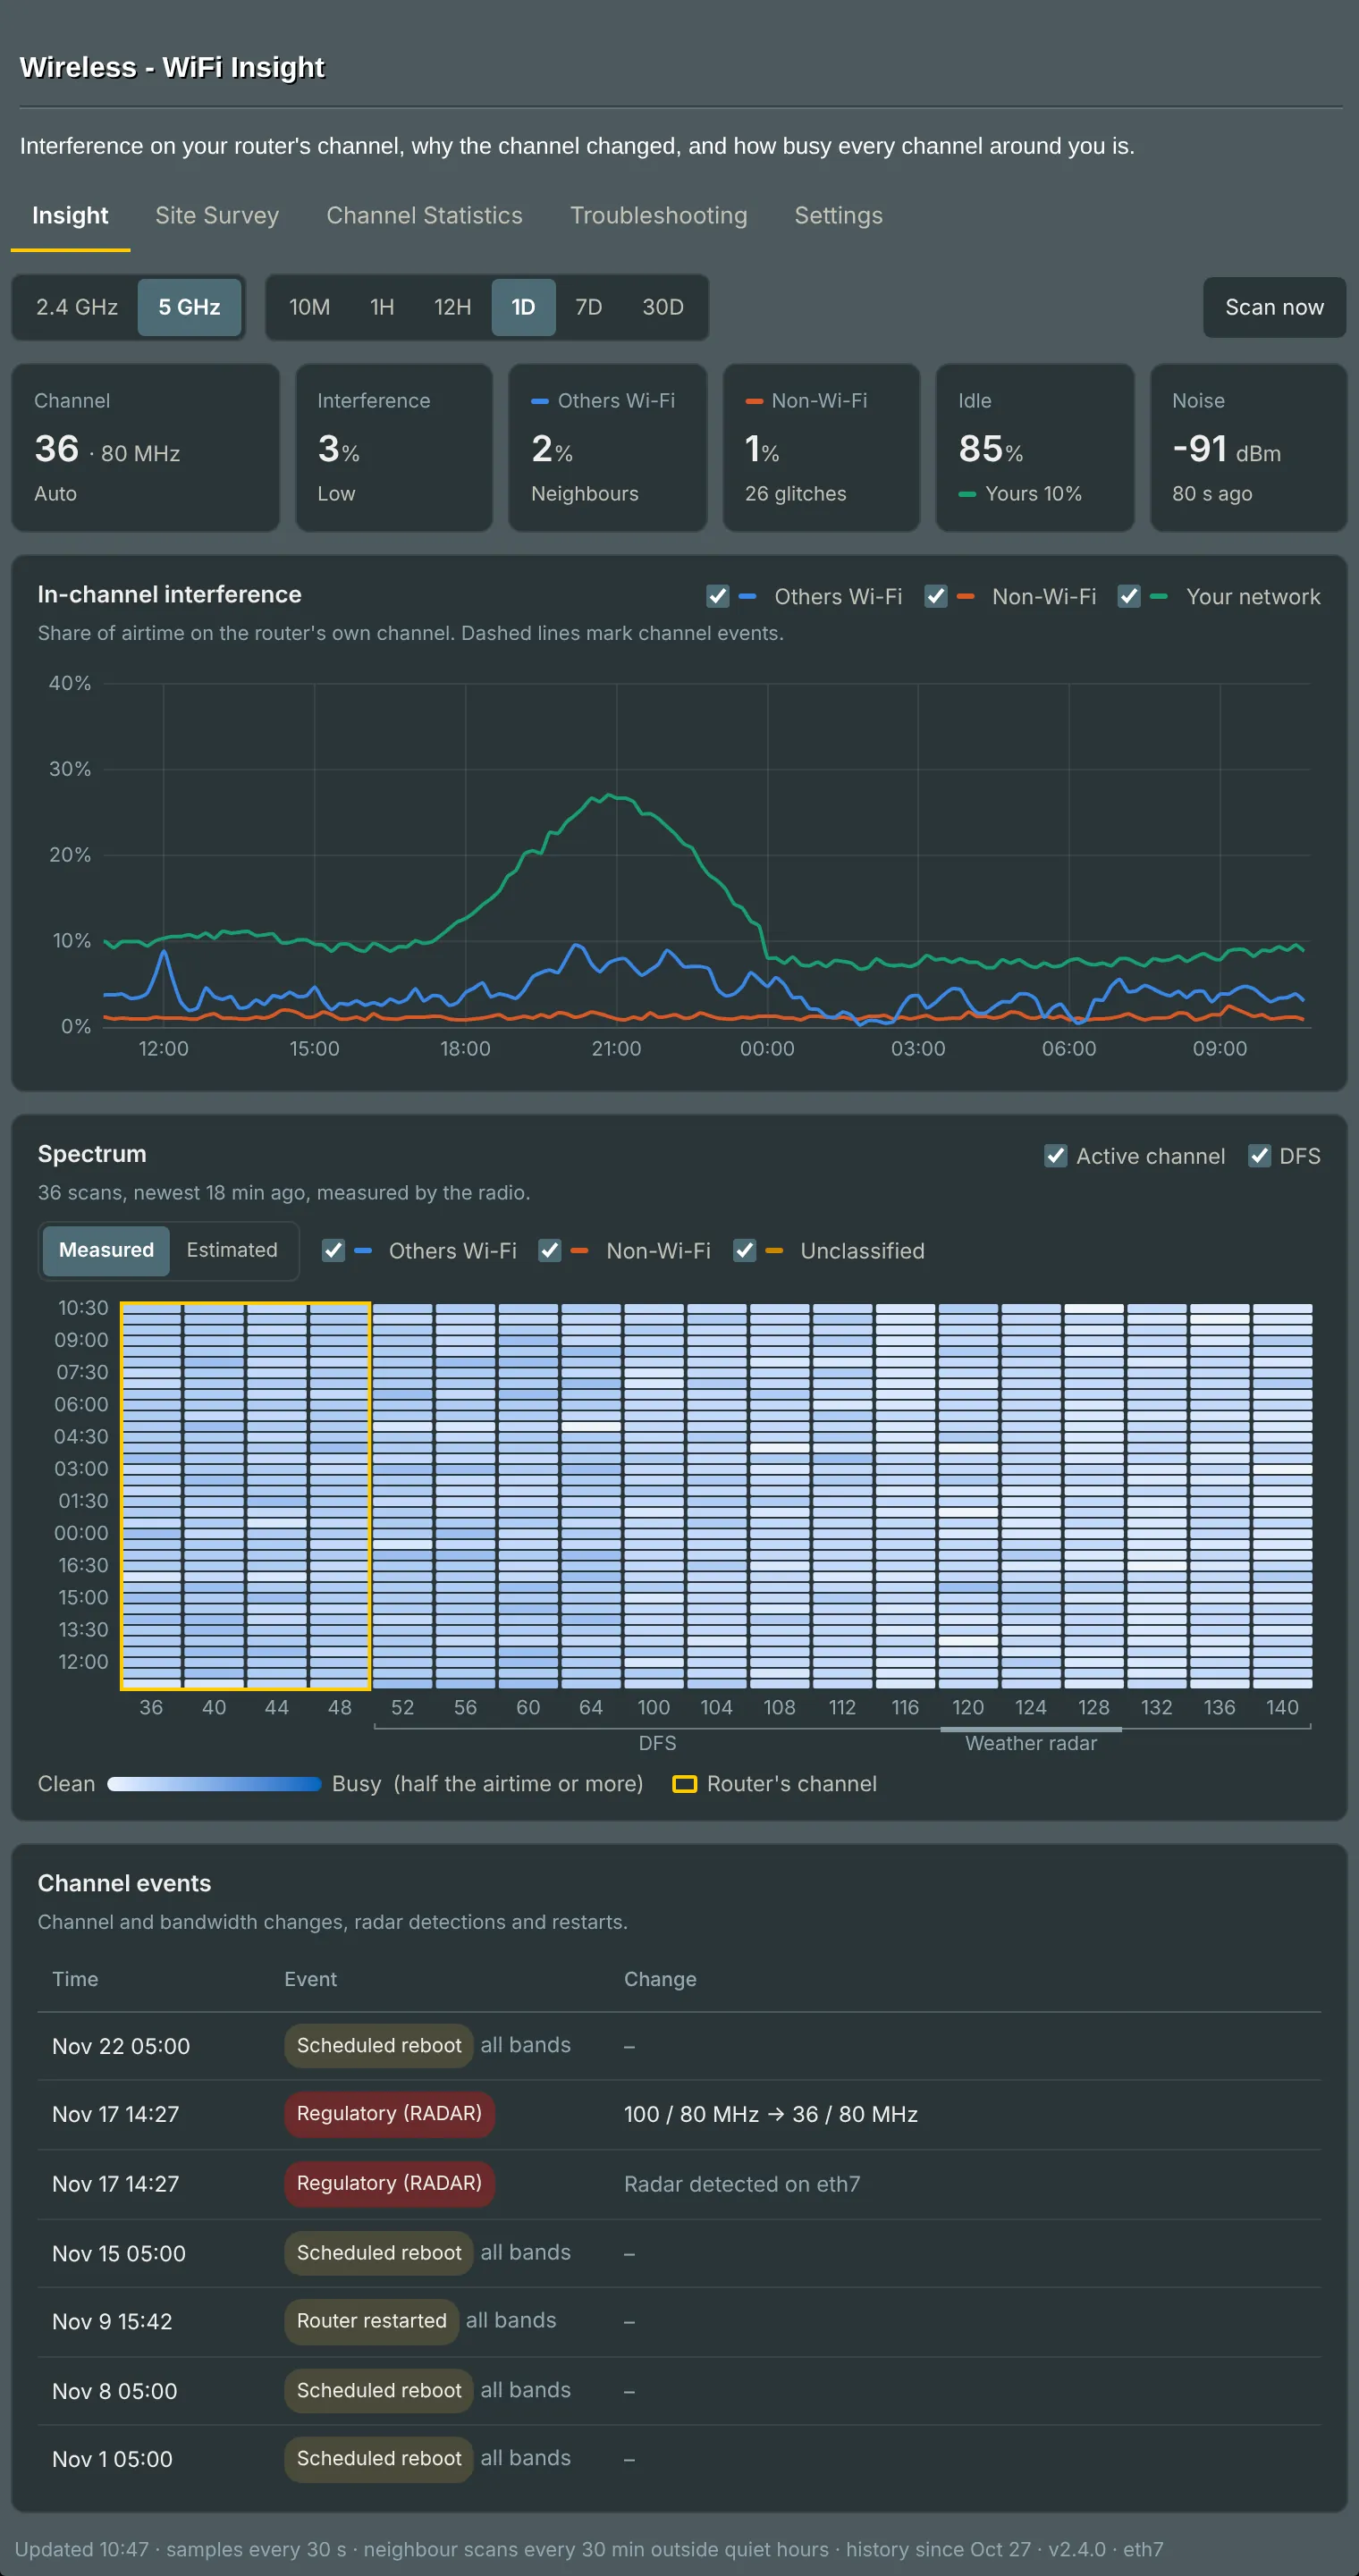 Wireless - WiFi Insight
Interference on your router's channel, why the channel changed, and how busy every channel around you is.
Insight Site Survey Channel Statistics Troubleshooting Settings
2.4 GHz 5 GHz 10M 1H 12H 1D 7D 30D Scan now
Channel Interference Others Wi-Fi Non-Wi-Fi Idle Noise
36 · 80 MHz 3% 2% 1% 85% -91 dBm
Auto Low Neighbours 26 glitches Yours 10% 80 s ago
In-channel interference Others Wi-Fi Non-Wi-Fi Your network
Share of airtime on the router's own channel. Dashed lines mark channel events.
40%
30%
20%
10%
0%
12:00 15:00 18:00 21:00 00:00 03:00 06:00 09:00
Spectrum Active channel DFS
36 scans, newest 18 min ago, measured by the radio.
Measured Estimated Others Wi-Fi Non-Wi-Fi Unclassified
10:30
09:00
07:30
06:00
04:30
03:00
01:30
00:00
16:30
15:00
13:30
12:00
36 40 44 48 52 56 60 64 100 104 108 112 116 120 124 128 132 136 140
DFS Weather radar
Clean Busy (half the airtime or more) Router's channel
Channel events
Channel and bandwidth changes, radar detections and restarts.
Time Event Change
Nov 22 05:00 Scheduled reboot all bands –
Nov 17 14:27 Regulatory (RADAR) 100 / 80 MHz → 36 / 80 MHz
Nov 17 14:27 Regulatory (RADAR) Radar detected on eth7
Nov 15 05:00 Scheduled reboot all bands –
Nov 9 15:42 Router restarted all bands –
Nov 8 05:00 Scheduled reboot all bands –
Nov 1 05:00 Scheduled reboot all bands –
Updated 10:47 · samples every 30 s · neighbour scans every 30 min outside quiet hours · history since Oct 27 · v2.4.0 · eth7